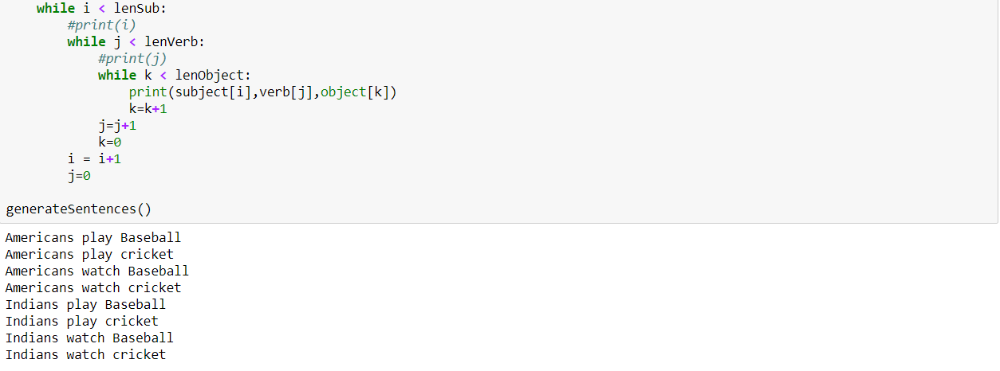 while i < lenSub:
#print(i)
while j < lenVerb:
#print(j)
while k < lenObject:
print(subject[i],verb[j],object[k])
k=k+1
j=j+1
k=0
i = i+1
j=0
generateSentences()
Americans play Baseball
Americans play cricket
Americans watch Baseball
Americans watch cricket
Indians play Baseball
Indians play cricket
Indians watch Baseball
Indians watch cricket